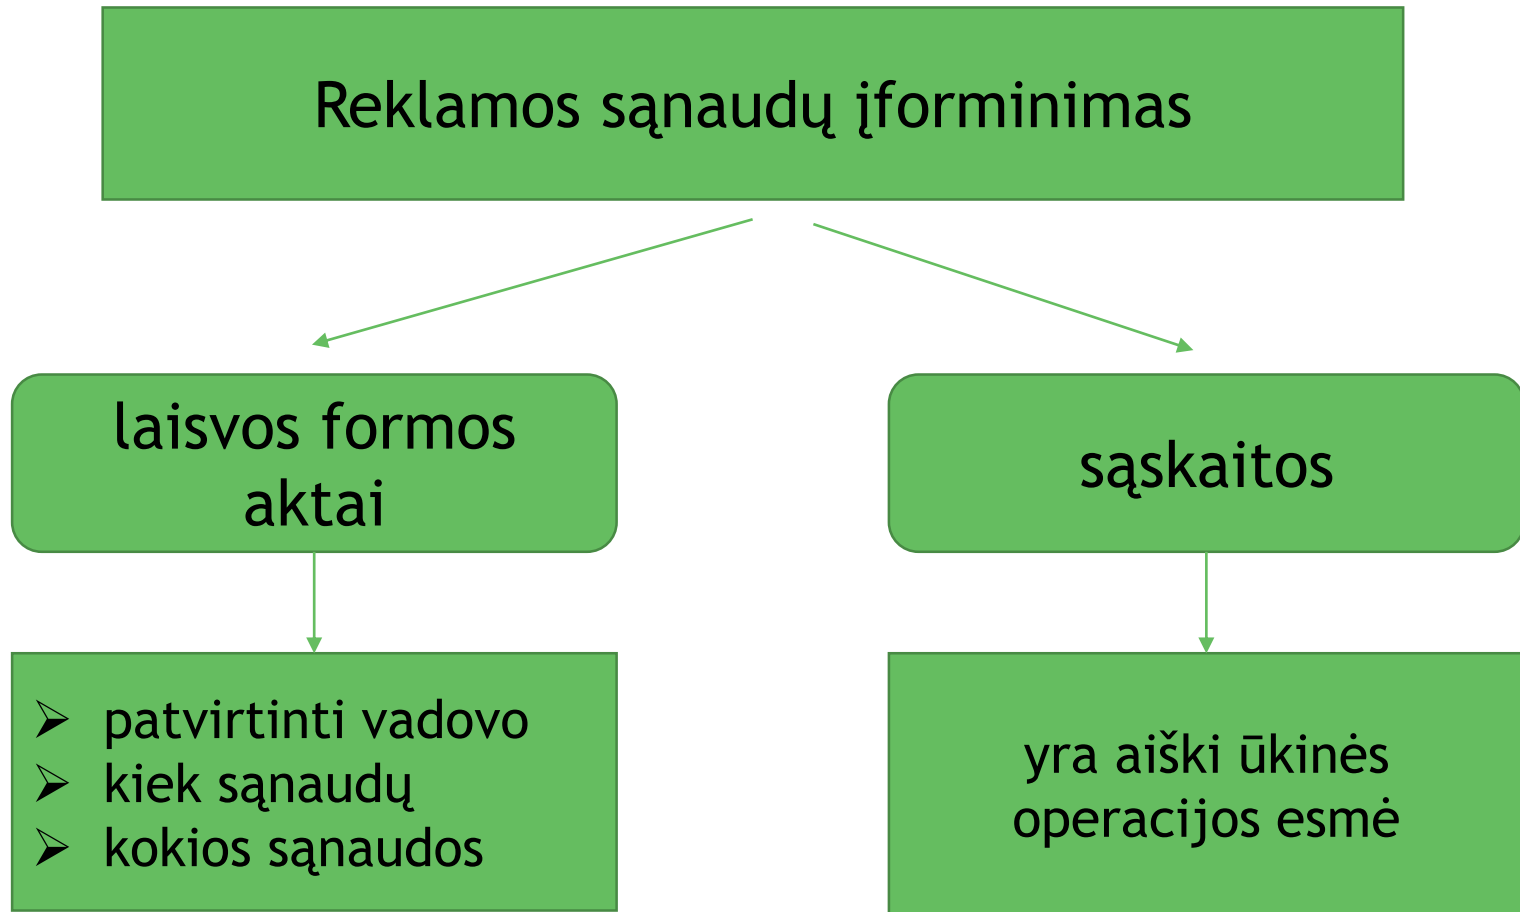 Reklamos sąnaudų įforminimas
laisvos formos
aktai
sąskaitos
➢ patvirtinti vadovo
➢ kiek sąnaudų
➢ kokios sąnaudos
yra aiški ūkinės
operacijos esmė